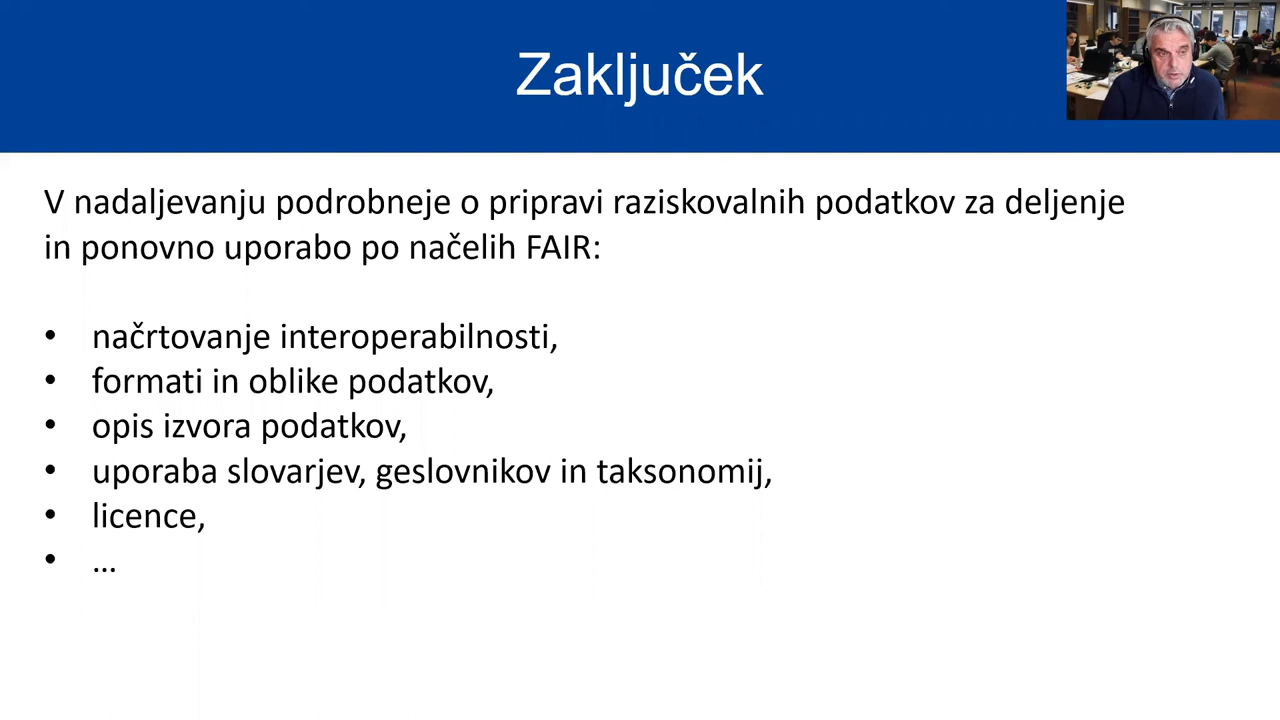 Zaključek
V nadaljevanju podrobneje o pripravi raziskovalnih podatkov za deljenje
in ponovno uporabo po načelih FAIR:
• načrtovanje interoperabilnosti,
• formati in oblike podatkov,
• opis izvora podatkov,
• uporaba slovarjev, geslovnikov in taksonomij,
• licence,
• …